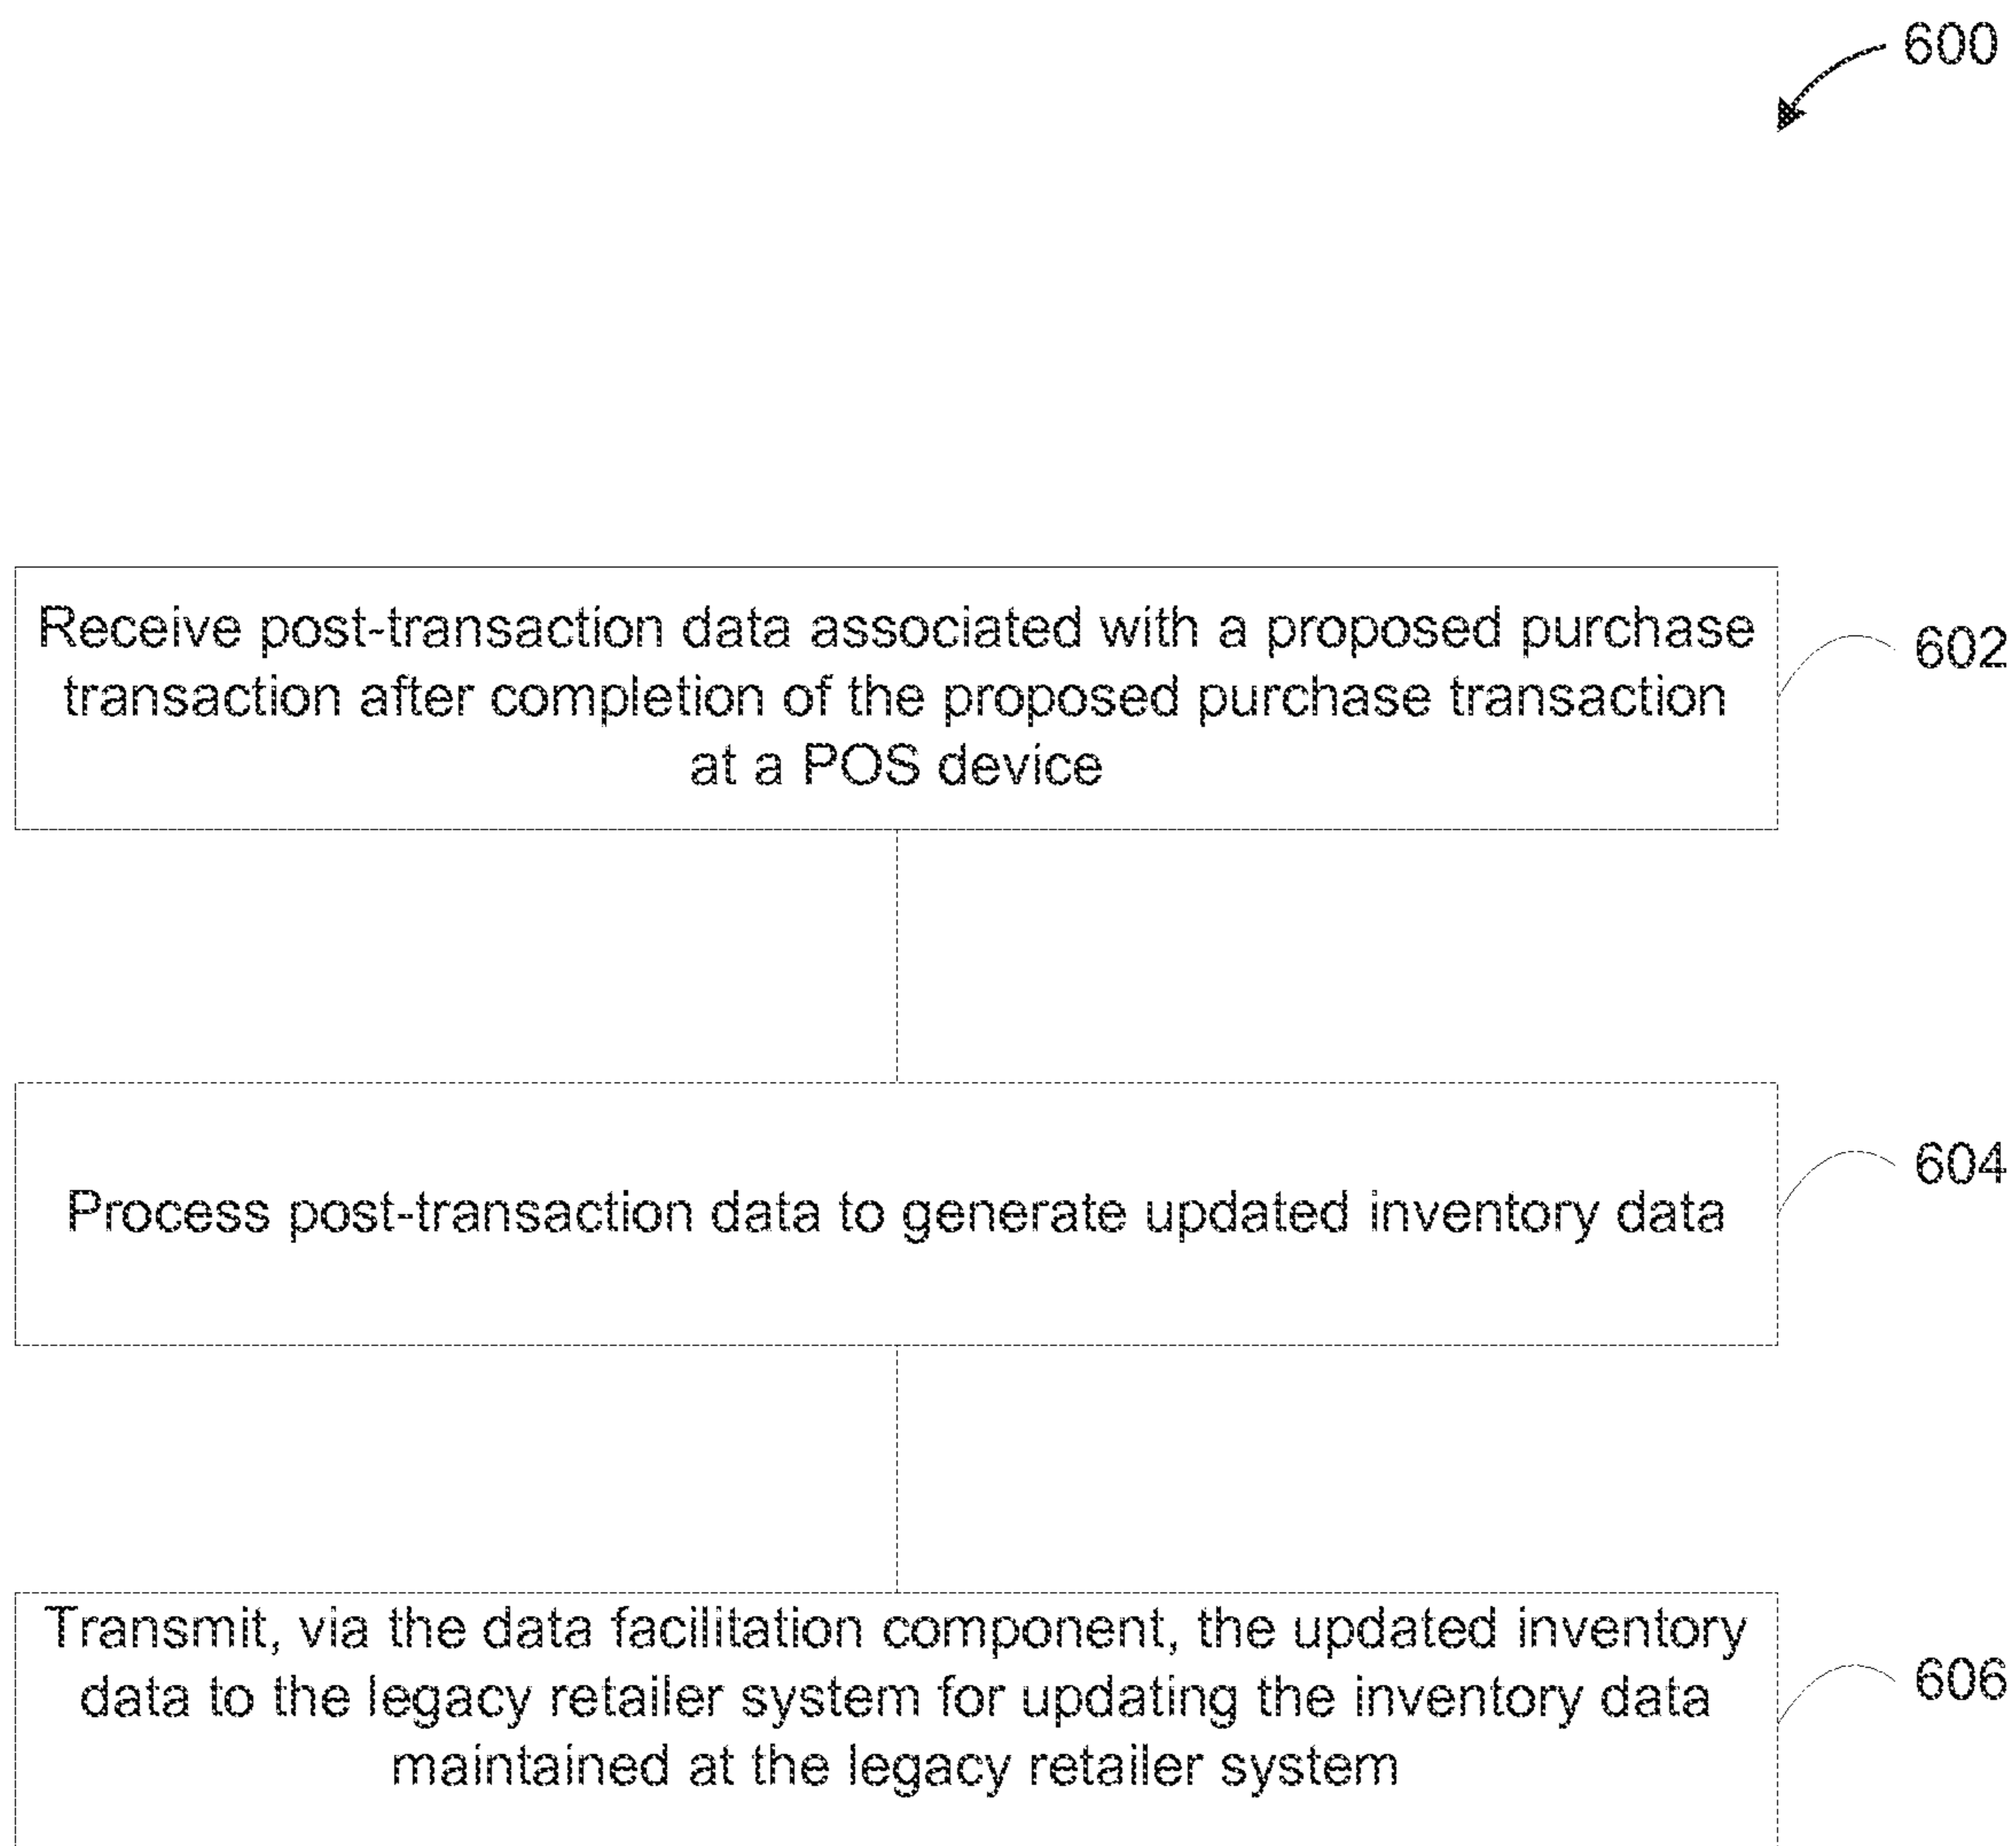 600
Receive post-transaction data associated with a proposed purchase
transaction after completion of the proposed purchase transaction
at a POS device
602
Process post-transaction data to generate updated inventory data
604
Transmit, via the data facilitation component, the updated inventory
data to the legacy retailer system for updating the inventory data
maintained at the legacy retailer system
606